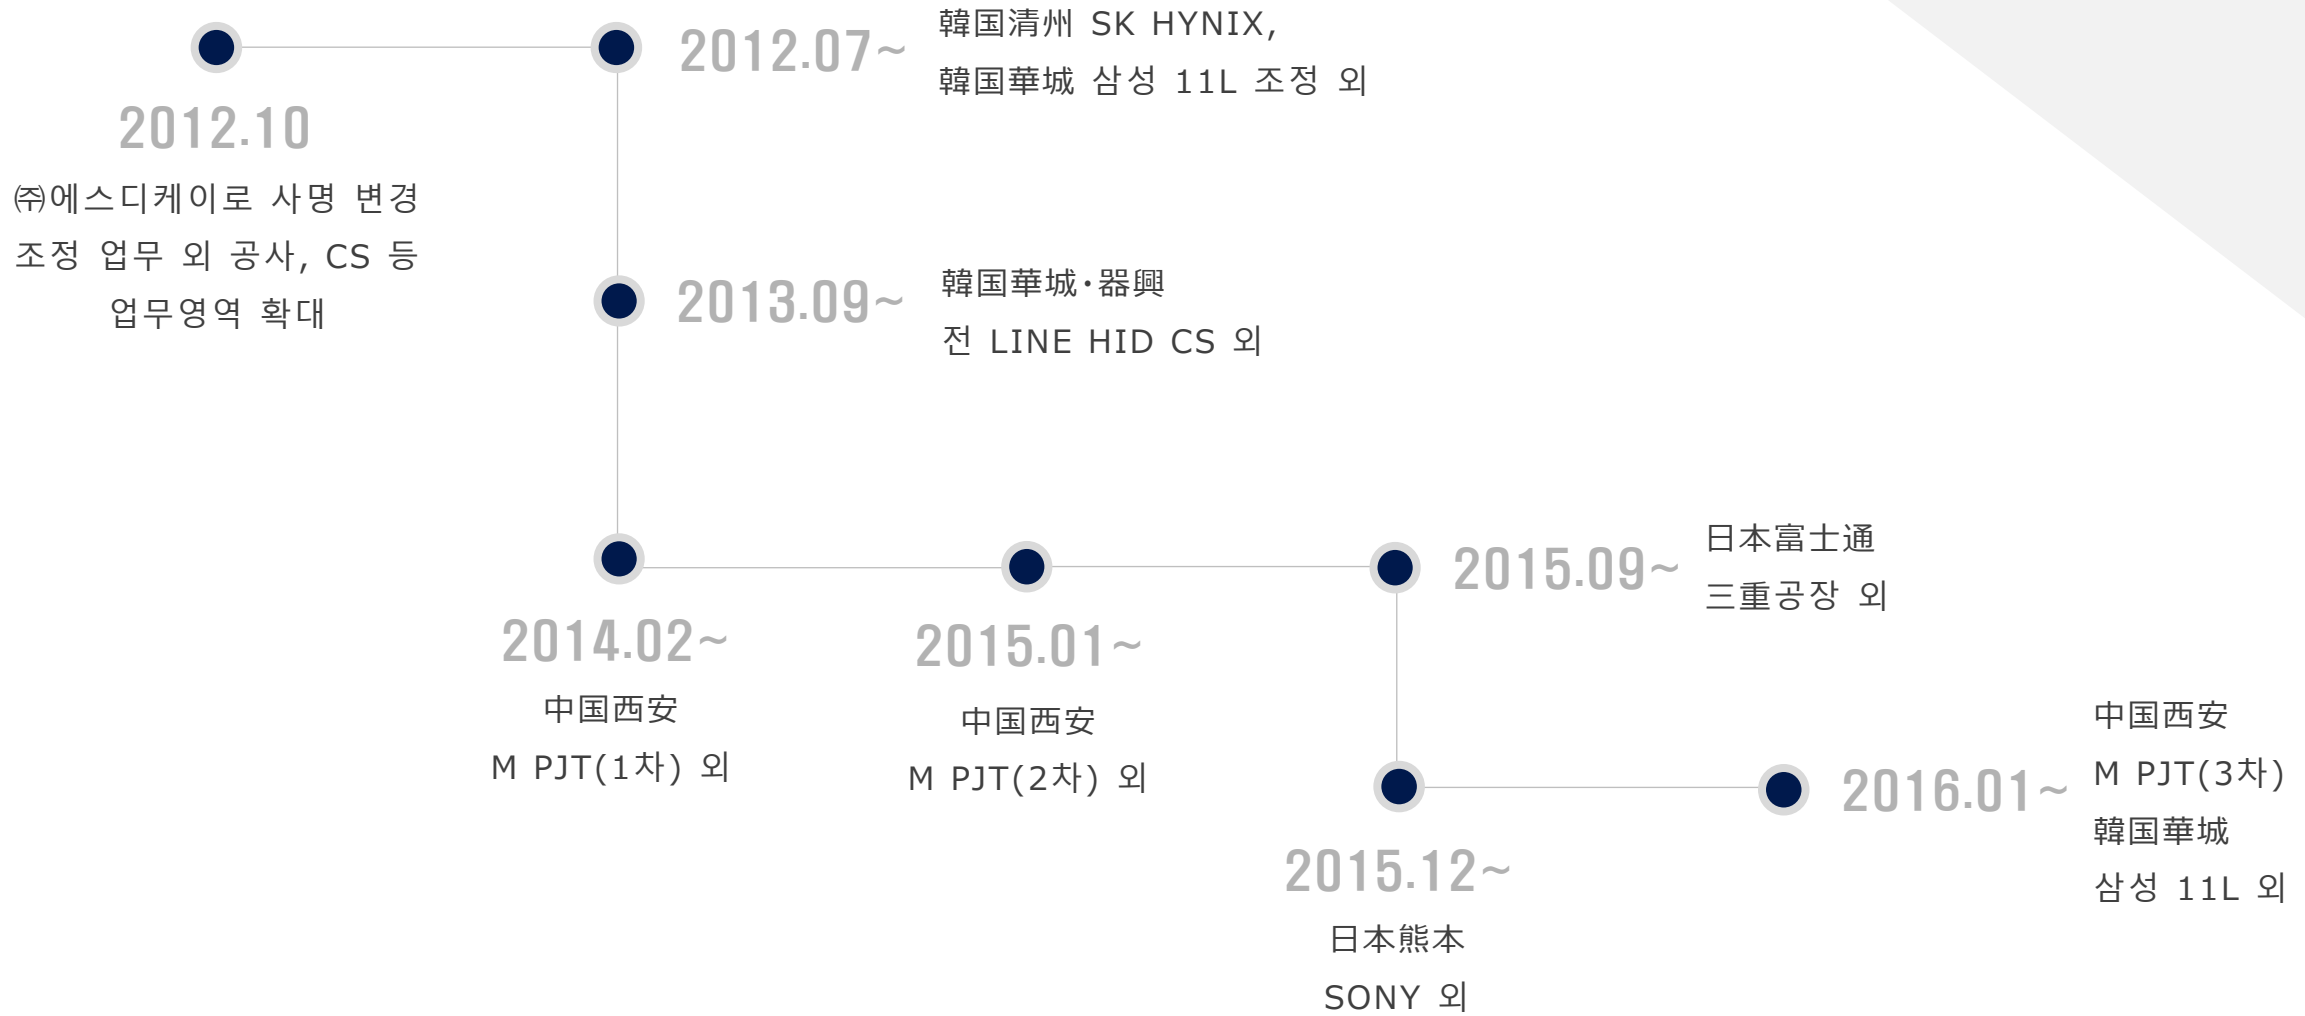 2012.10
㈜에스디케이로 사명 변경
조정 업무 외 공사, CS 등
업무영역 확대
2012.07~
韓国清州 SK HYNIX,
韓国華城 삼성 11L 조정 외
2013.09~
韓国華城·器興
전 LINE HID CS 외
2014.02~
中国西安
M PJT(1차) 외
2015.01~
中国西安
M PJT(2차) 외
2015.09~
日本富士通
三重공장 외
2015.12~
日本熊本
SONY 외
2016.01~
中国西安
M PJT(3차)
韓国華城
삼성 11L 외